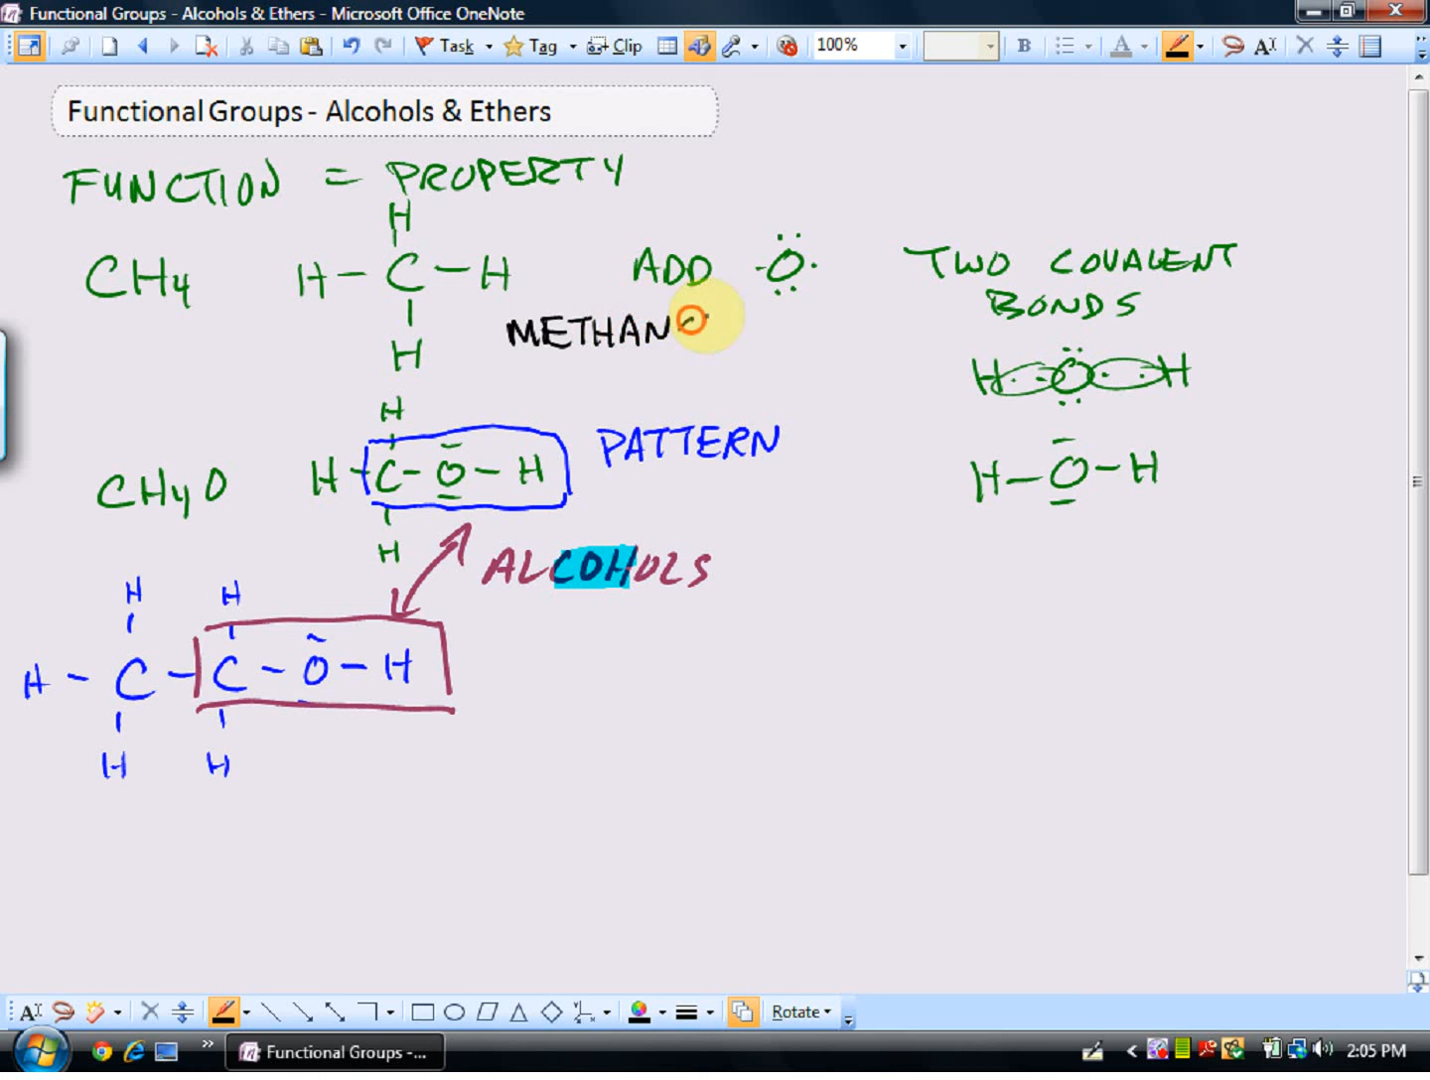 Functional Groups - Alcohols & Ethers - Microsoft Office OneNote
Task Tag Clip 100% B A A
Functional Groups - Alcohols & Ethers
FUNCTION = PROPERTY
H
CH4 H - C - H ADD O TWO COVALENT
BONDS
METHAN
H
H O H
H
CH4O H - C - O - H PATTERN H - O - H
H
ALCOHOLS
H H
H - C - C - O - H
H H
A Rotate
Functional Groups -... 2:05 PM